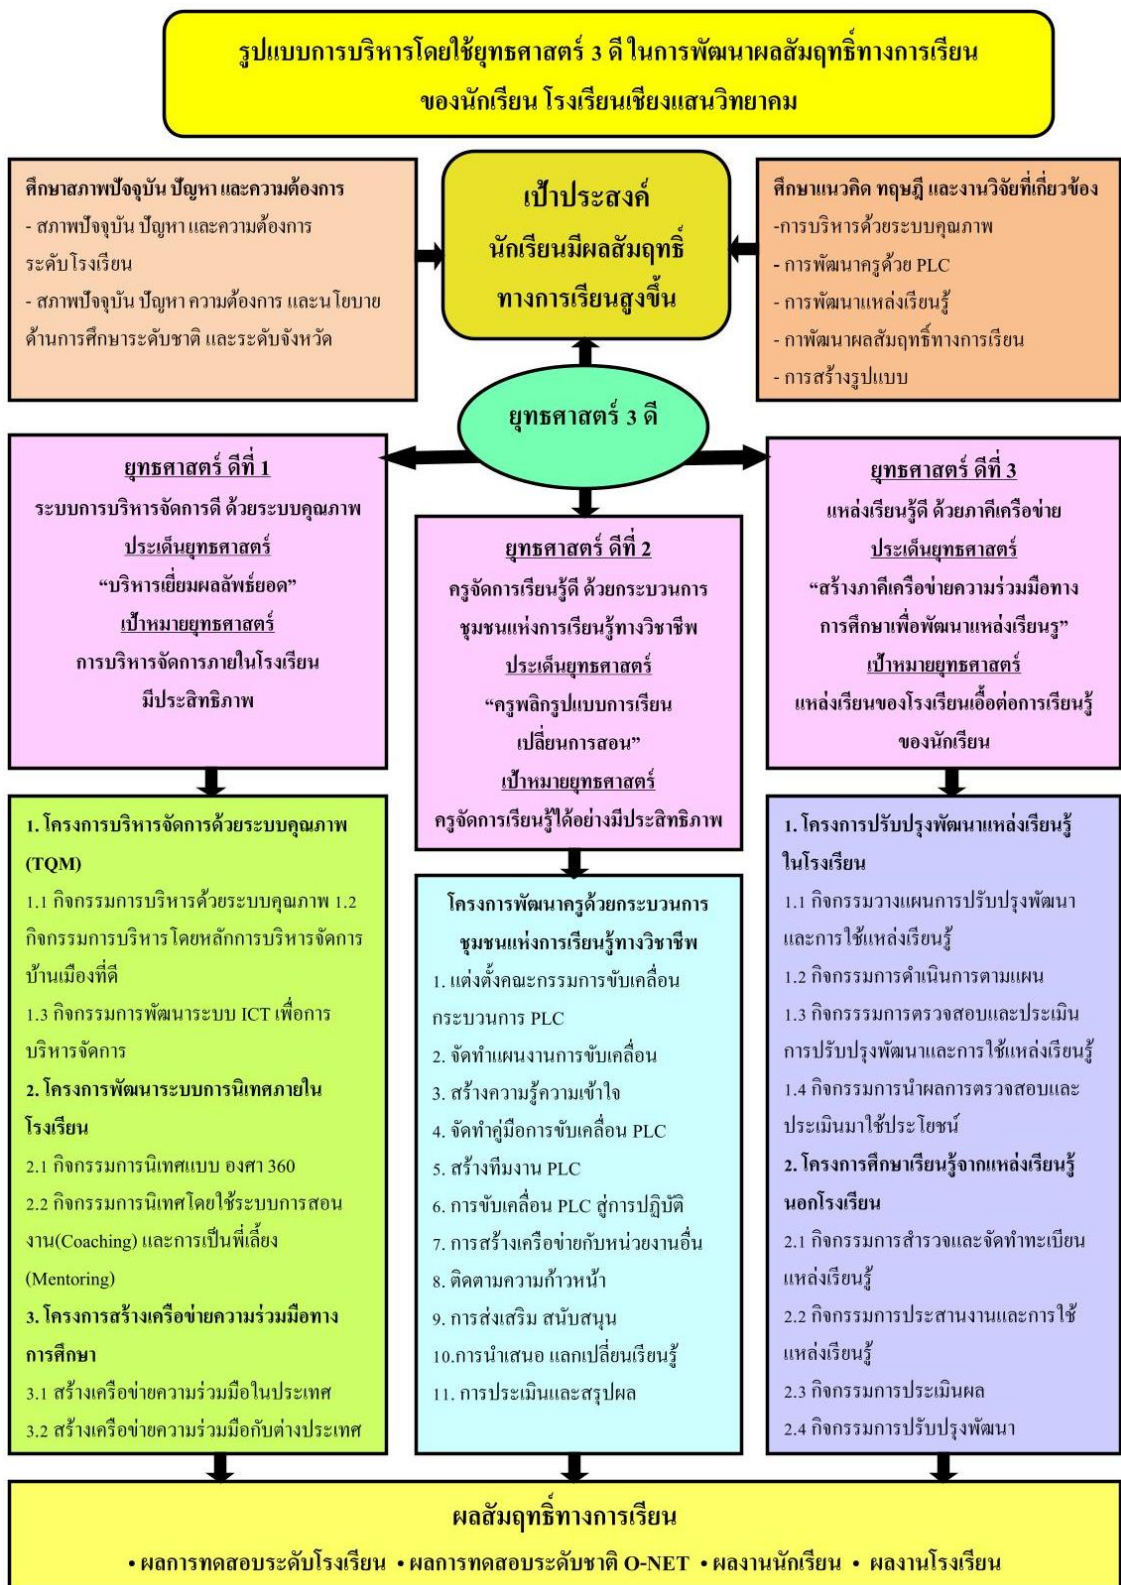 รูปแบบการบริหารโดยใช้ยุทธศาสตร์ 3 ดี ในการพัฒนาผลสัมฤทธิ์ทางการเรียน
ของนักเรียน โรงเรียนเชียงแสนวิทยาคม
ศึกษาสภาพปัจจุบัน ปัญหา และความต้องการ
- สภาพปัจจุบัน ปัญหา และความต้องการ
ระดับโรงเรียน
- สภาพปัจจุบัน ปัญหา ความต้องการ และนโยบาย
ด้านการศึกษาระดับชาติ และระดับจังหวัด
เป้าประสงค์
นักเรียนมีผลสัมฤทธิ์
ทางการเรียนสูงขึ้น
ศึกษาแนวคิด ทฤษฎี และงานวิจัยที่เกี่ยวข้อง
-การบริหารด้วยระบบคุณภาพ
- การพัฒนาครูด้วย PLC
- การพัฒนาแหล่งเรียนรู้
- กาพัฒนาผลสัมฤทธิ์ทางการเรียน
- การสร้างรูปแบบ
ยุทธศาสตร์ 3 ดี
ยุทธศาสตร์ ดีที่ 1
ระบบการบริหารจัดการดี ด้วยระบบคุณภาพ
ประเด็นยุทธศาสตร์
“บริหารเยี่ยมผลลัพธ์ยอด”
เป้าหมายยุทธศาสตร์
การบริหารจัดการภายในโรงเรียน
มีประสิทธิภาพ
ยุทธศาสตร์ ดีที่ 2
ครูจัดการเรียนรู้ดี ด้วยกระบวนการ
ชุมชนแห่งการเรียนรู้ทางวิชาชีพ
ประเด็นยุทธศาสตร์
“ครูพลิกรูปแบบการเรียน
เปลี่ยนการสอน”
เป้าหมายยุทธศาสตร์
ครูจัดการเรียนรู้ได้อย่างมีประสิทธิภาพ
ยุทธศาสตร์ ดีที่ 3
แหล่งเรียนรู้ดี ด้วยภาคีเครือข่าย
ประเด็นยุทธศาสตร์
“สร้างภาคีเครือข่ายความร่วมมือทาง
การศึกษาเพื่อพัฒนาแหล่งเรียนรู”
เป้าหมายยุทธศาสตร์
แหล่งเรียนของโรงเรียนเอื้อต่อการเรียนรู้
ของนักเรียน
1. โครงการบริหารจัดการด้วยระบบคุณภาพ
(TQM)
1.1 กิจกรรมการบริหารด้วยระบบคุณภาพ 1.2
กิจกรรมการบริหารโดยหลักการบริหารจัดการ
บ้านเมืองที่ดี
1.3 กิจกรรมการพัฒนาระบบ ICT เพื่อการ
บริหารจัดการ
2. โครงการพัฒนาระบบการนิเทศภายใน
โรงเรียน
2.1 กิจกรรมการนิเทศแบบ องศา 360
2.2 กิจกรรมการนิเทศโดยใช้ระบบการสอน
งาน(Coaching) และการเป็นพี่เลี้ยง
(Mentoring)
3. โครงการสร้างเครือข่ายความร่วมมือทาง
การศึกษา
3.1 สร้างเครือข่ายความร่วมมือในประเทศ
3.2 สร้างเครือข่ายความร่วมมือกับต่างประเทศ
โครงการพัฒนาครูด้วยกระบวนการ
ชุมชนแห่งการเรียนรู้ทางวิชาชีพ
1. แต่งตั้งคณะกรรมการขับเคลื่อน
กระบวนการ PLC
2. จัดทำแผนงานการขับเคลื่อน
3. สร้างความรู้ความเข้าใจ
4. จัดทำคู่มือการขับเคลื่อน PLC
5. สร้างทีมงาน PLC
6. การขับเคลื่อน PLC สู่การปฏิบัติ
7. การสร้างเครือข่ายกับหน่วยงานอื่น
8. ติดตามความก้าวหน้า
9. การส่งเสริม สนับสนุน
10.การนำเสนอ แลกเปลี่ยนเรียนรู้
11. การประเมินและสรุปผล
1. โครงการปรับปรุงพัฒนาแหล่งเรียนรู้
ในโรงเรียน
1.1 กิจกรรมวางแผนการปรับปรุงพัฒนา
และการใช้แหล่งเรียนรู้
1.2 กิจกรรมการดำเนินการตามแผน
1.3 กิจกรรรมการตรวจสอบและประเมิน
การปรับปรุงพัฒนาและการใช้แหล่งเรียนรู้
1.4 กิจกรรมการนำผลการตรวจสอบและ
ประเมินมาใช้ประโยชน์
2. โครงการศึกษาเรียนรู้จากแหล่งเรียนรู้
นอกโรงเรียน
2.1 กิจกรรมการสำรวจและจัดทำทะเบียน
แหล่งเรียนรู้
2.2 กิจกรรมการประสานงานและการใช้
แหล่งเรียนรู้
2.3 กิจกรรมการประเมินผล
2.4 กิจกรรมการปรับปรุงพัฒนา
ผลสัมฤทธิ์ทางการเรียน
• ผลการทดสอบระดับโรงเรียน • ผลการทดสอบระดับชาติ O-NET • ผลงานนักเรียน • ผลงานโรงเรียน